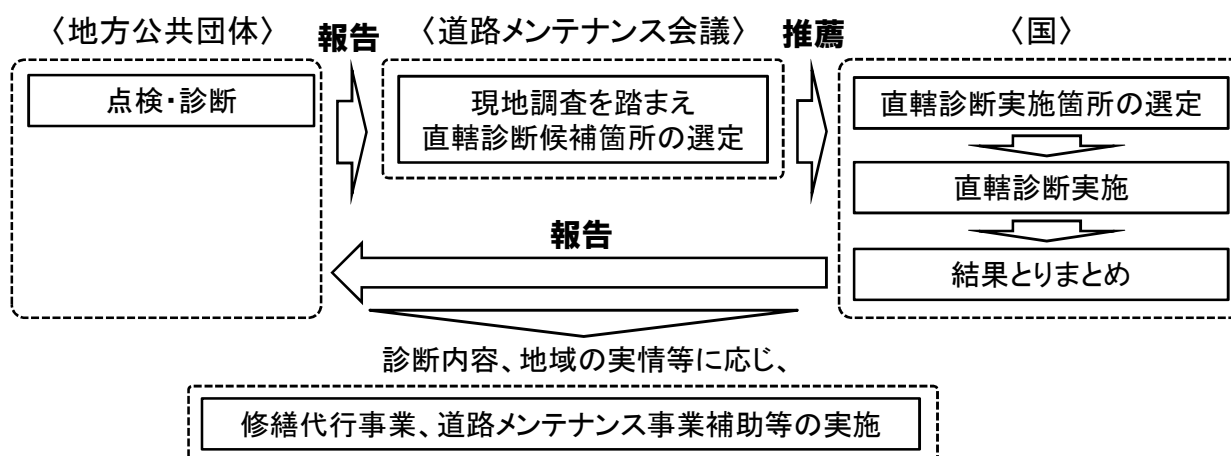 〈地方公共団体〉
報告
〈道路メンテナンス会議〉
推薦
〈国〉
点検・診断
現地調査を踏まえ
直轄診断候補箇所の選定
直轄診断実施箇所の選定
直轄診断実施
結果とりまとめ
報告
診断内容、地域の実情等に応じ、
修繕代行事業、道路メンテナンス事業補助等の実施